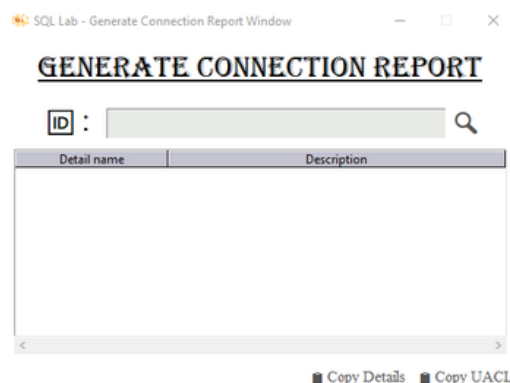 SQL Lab - Generate Connection Report Window
GENERATE CONNECTION REPORT
ID :
Detail name Description
Copy Details Copy UACL